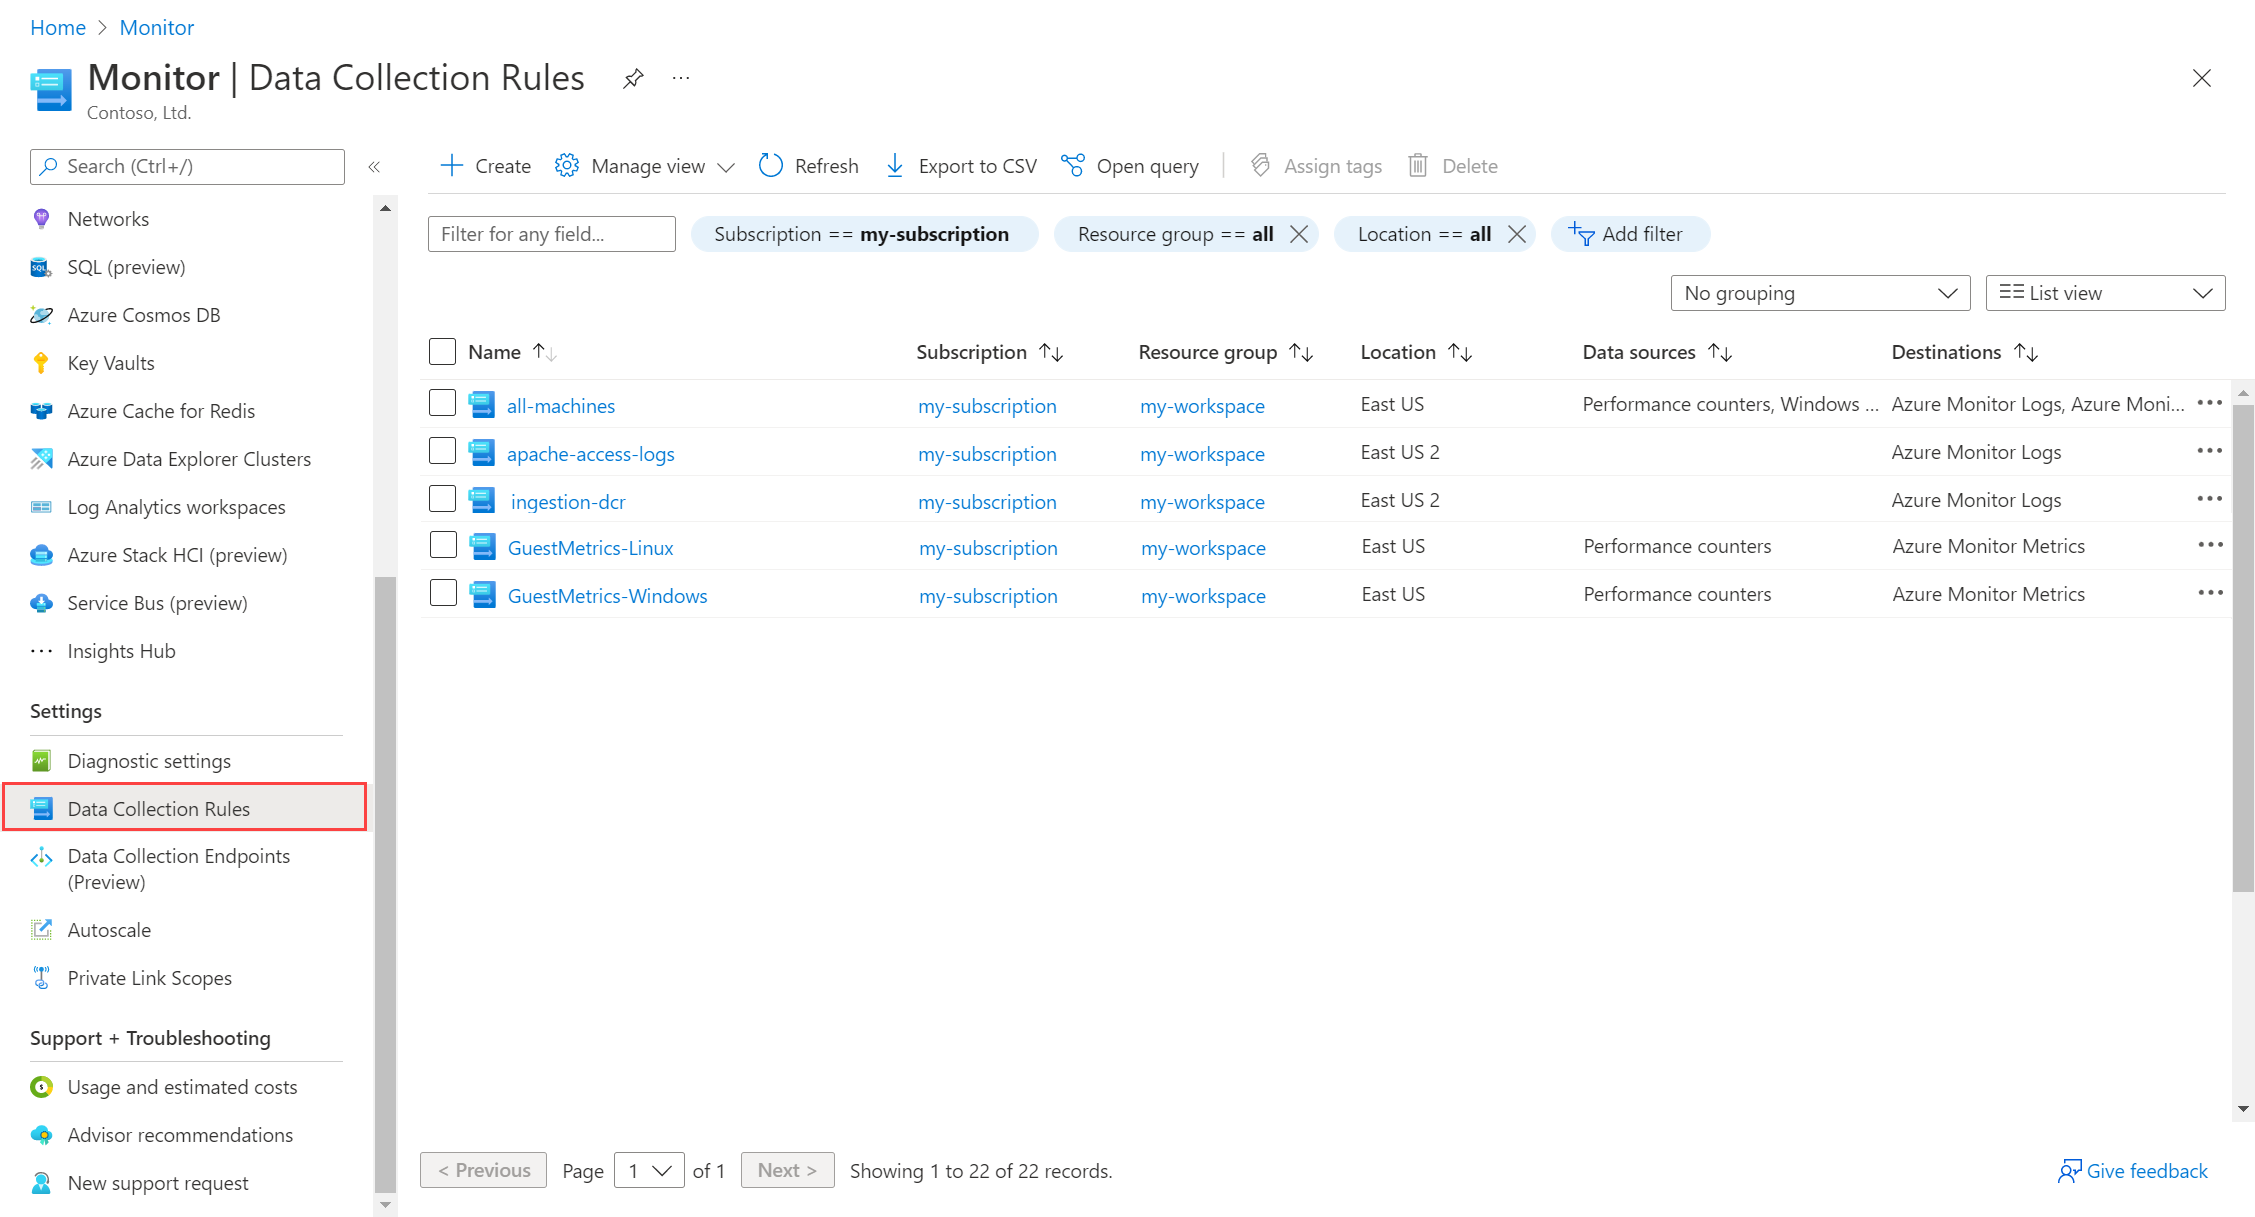 Home > Monitor
Monitor | Data Collection Rules ...
Contoso, Ltd.
Search (Ctrl+/) «
Networks
SQL (preview)
Azure Cosmos DB
Key Vaults
Azure Cache for Redis
Azure Data Explorer Clusters
Log Analytics workspaces
Azure Stack HCI (preview)
Service Bus (preview)
Insights Hub
Settings
Diagnostic settings
Data Collection Rules
Data Collection Endpoints
(Preview)
Autoscale
Private Link Scopes
Support + Troubleshooting
Usage and estimated costs
Advisor recommendations
New support request
Create Manage view Refresh Export to CSV Open query Assign tags Delete
Filter for any field... Subscription == my-subscription Resource group == all Location == all Add filter
No grouping List view
Name Subscription Resource group Location Data sources Destinations
all-machines my-subscription my-workspace East US Performance counters, Windows ... Azure Monitor Logs, Azure Moni...
apache-access-logs my-subscription my-workspace East US 2 Azure Monitor Logs
ingestion-dcr my-subscription my-workspace East US 2 Azure Monitor Logs
GuestMetrics-Linux my-subscription my-workspace East US Performance counters Azure Monitor Metrics
GuestMetrics-Windows my-subscription my-workspace East US Performance counters Azure Monitor Metrics
< Previous Page 1 of 1 Next > Showing 1 to 22 of 22 records. Give feedback